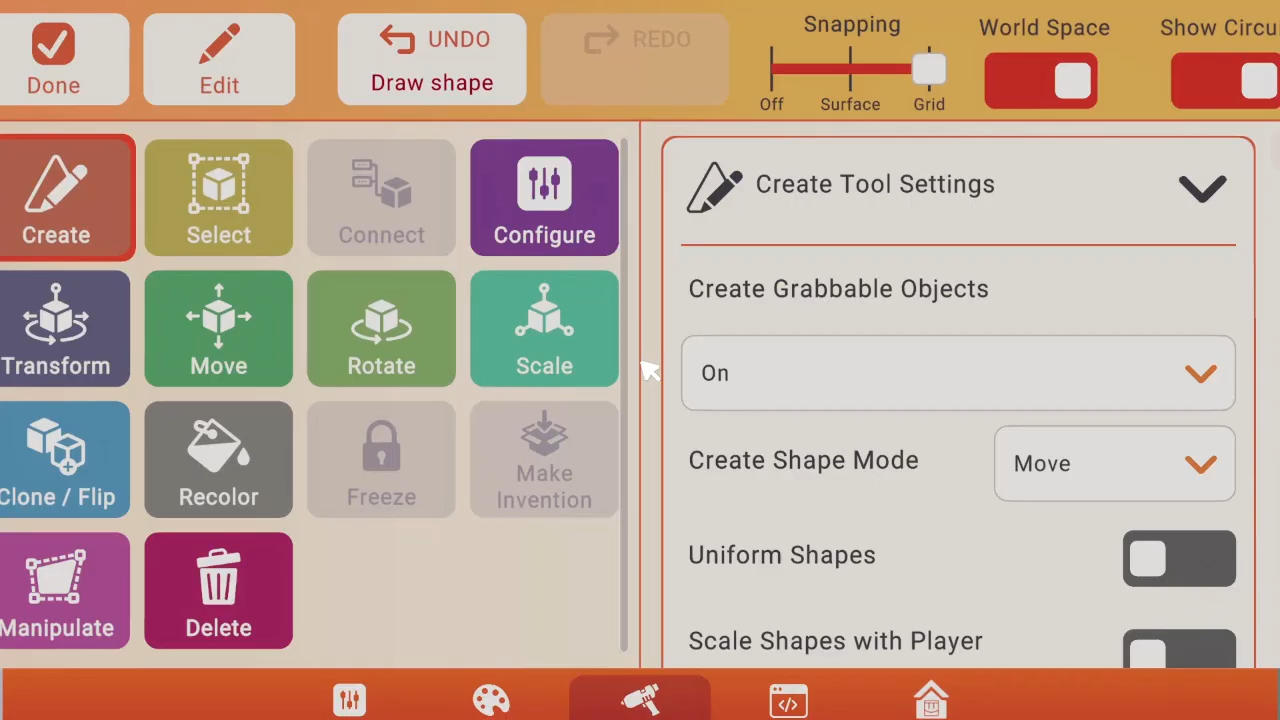 Done
Edit
UNDO
Draw shape
REDO
Snapping
Off
Surface
Grid
World Space
Show Circu
Create
Select
Connect
Configure
Transform
Move
Rotate
Scale
Clone / Flip
Recolor
Freeze
Make
Invention
Manipulate
Delete
Create Tool Settings
Create Grabbable Objects
On
Create Shape Mode
Move
Uniform Shapes
Scale Shapes with Player